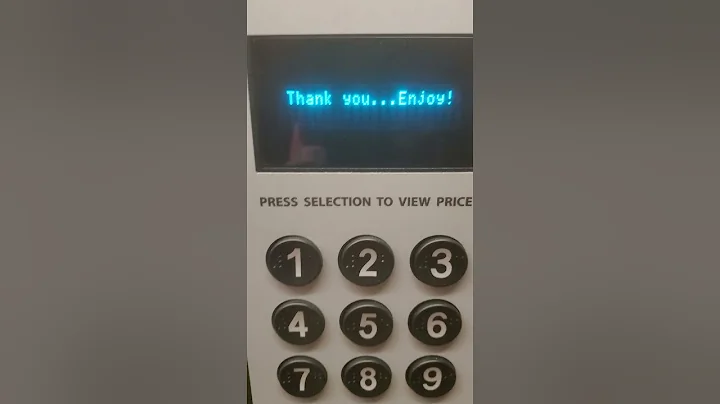 Thank you...Enjoy!
PRESS SELECTION TO VIEW PRICE
1 2 3
4 5 6
7 8 9